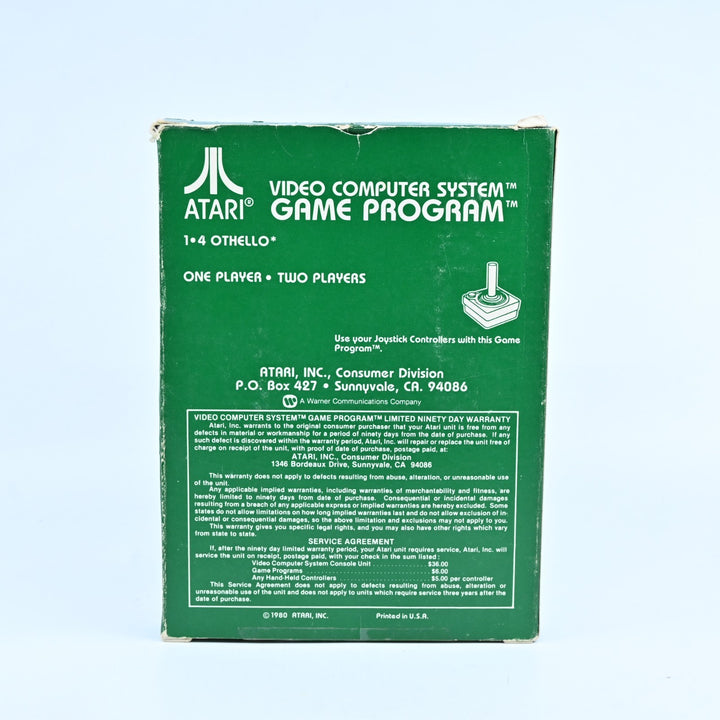 ATARI®
VIDEO COMPUTER SYSTEM™
GAME PROGRAM™
1•4 OTHELLO*
ONE PLAYER • TWO PLAYERS
Use your Joystick Controllers with this Game
Program™.
ATARI, INC., Consumer Division
P.O. Box 427 • Sunnyvale, CA. 94086
A Warner Communications Company
VIDEO COMPUTER SYSTEM™ GAME PROGRAM™ LIMITED NINETY DAY WARRANTY
Atari, Inc. warrants to the original consumer purchaser that your Atari unit is free from any
defects in material or workmanship for a period of ninety days from the date of purchase. If any
such defect is discovered within the warranty period, Atari, Inc. will repair or replace the unit free of
charge on receipt of the unit, with proof of date of purchase, postage paid, at:
ATARI, INC., Consumer Division
1346 Bordeaux Drive, Sunnyvale, CA 94086
This warranty does not apply to defects resulting from abuse, alteration, or unreasonable use
of the unit.
Any applicable implied warranties, including warranties of merchantability and fitness, are
hereby limited to ninety days from date of purchase. Consequential or incidental damages
resulting from a breach of any applicable express or implied warranties are hereby excluded. Some
states do not allow limitations on how long implied warranties last and do not allow exclusion of in-
cidental or consequential damages, so the above limitation and exclusions may not apply to you.
This warranty gives you specific legal rights, and you may also have other rights which vary
from state to state.
SERVICE AGREEMENT
If, after the ninety day limited warranty period, your Atari unit requires service, Atari, Inc. will
service the unit on receipt, postage paid, with your check in the sum listed:
Video Computer System Console Unit . . . . . . . . . . . . . . $36.00
Game Programs . . . . . . . . . . . . . . . . . . . . . . . . . . . . . . $6.00
Any Hand-Held Controllers . . . . . . . . . . . . . . . . . . . . . . $5.00 per controller
This Service Agreement does not apply to defects resulting from abuse, alteration or
unreasonable use of the unit and does not apply to units which require service three years after the
date of purchase.
© 1980 ATARI, INC. Printed in U.S.A.